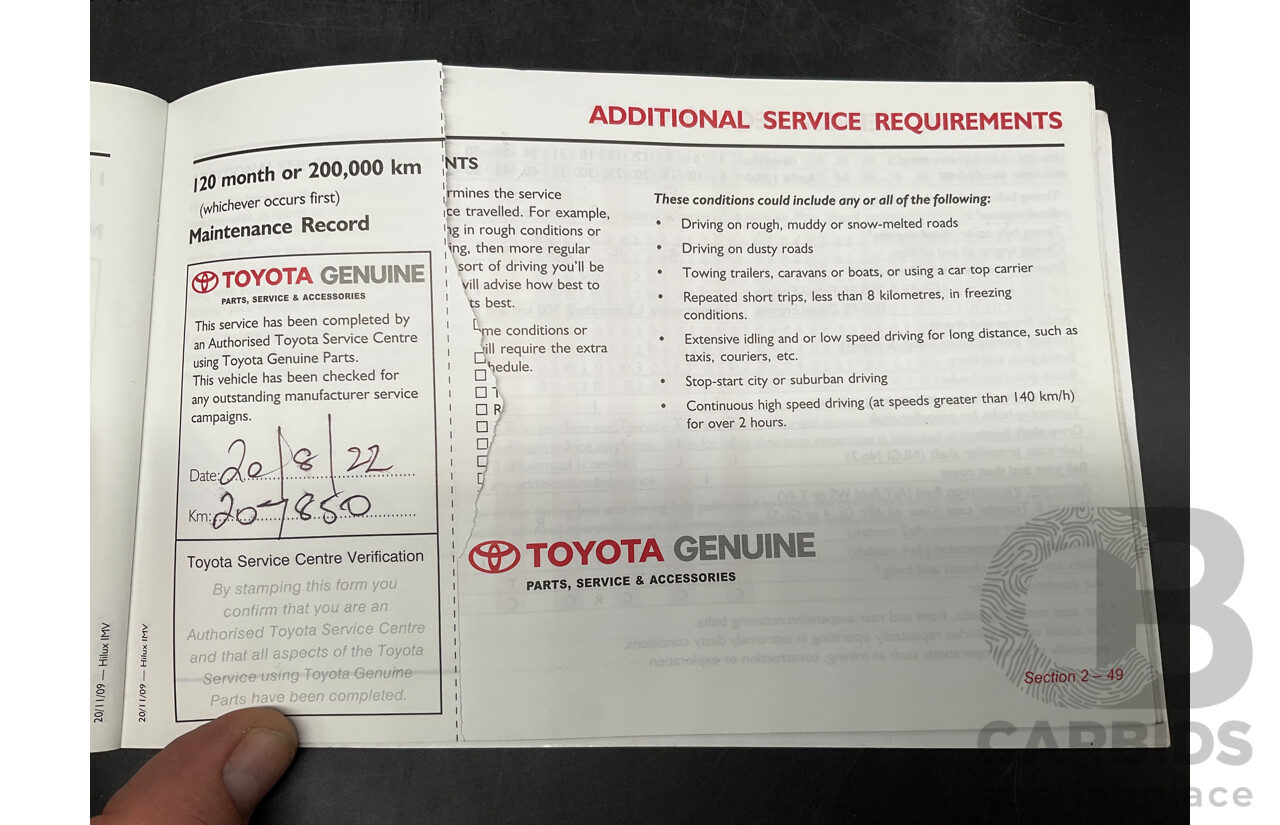 120 month or 200,000 km
(whichever occurs first)
Maintenance Record
TOYOTA GENUINE
PARTS, SERVICE & ACCESSORIES
This service has been completed by
an Authorised Toyota Service Centre
using Toyota Genuine Parts.
This vehicle has been checked for
any outstanding manufacturer service
campaigns.
Date: 20/8/22
Km: 207850
Toyota Service Centre Verification
By stamping this form you
confirm that you are an
Authorised Toyota Service Centre
and that all aspects of the Toyota
Service using Toyota Genuine
Parts have been completed.
20/11/09 — Hilux IMV
20/11/09 — Hilux IMV
ADDITIONAL SERVICE REQUIREMENTS
NTS
rmines the service
ce travelled. For example,
ng in rough conditions or
ing, then more regular
sort of driving you'll be
vill advise how best to
ts best.
me conditions or
ill require the extra
hedule.
T
R
These conditions could include any or all of the following:
• Driving on rough, muddy or snow-melted roads
• Driving on dusty roads
• Towing trailers, caravans or boats, or using a car top carrier
• Repeated short trips, less than 8 kilometres, in freezing
conditions.
• Extensive idling and or low speed driving for long distance, such as
taxis, couriers, etc.
• Stop-start city or suburban driving
• Continuous high speed driving (at speeds greater than 140 km/h)
for over 2 hours.
TOYOTA GENUINE
PARTS, SERVICE & ACCESSORIES
Section 2 – 49
CB
CARBIDS